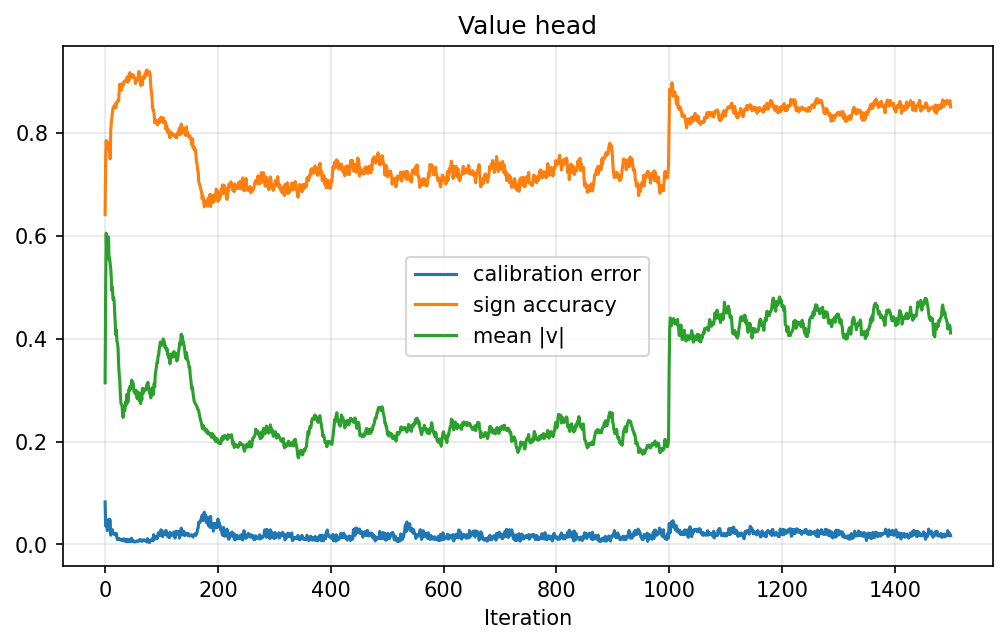 Value head
0.8
0.6
0.4
0.2
0.0
calibration error
sign accuracy
mean |v|
0 200 400 600 800 1000 1200 1400
Iteration